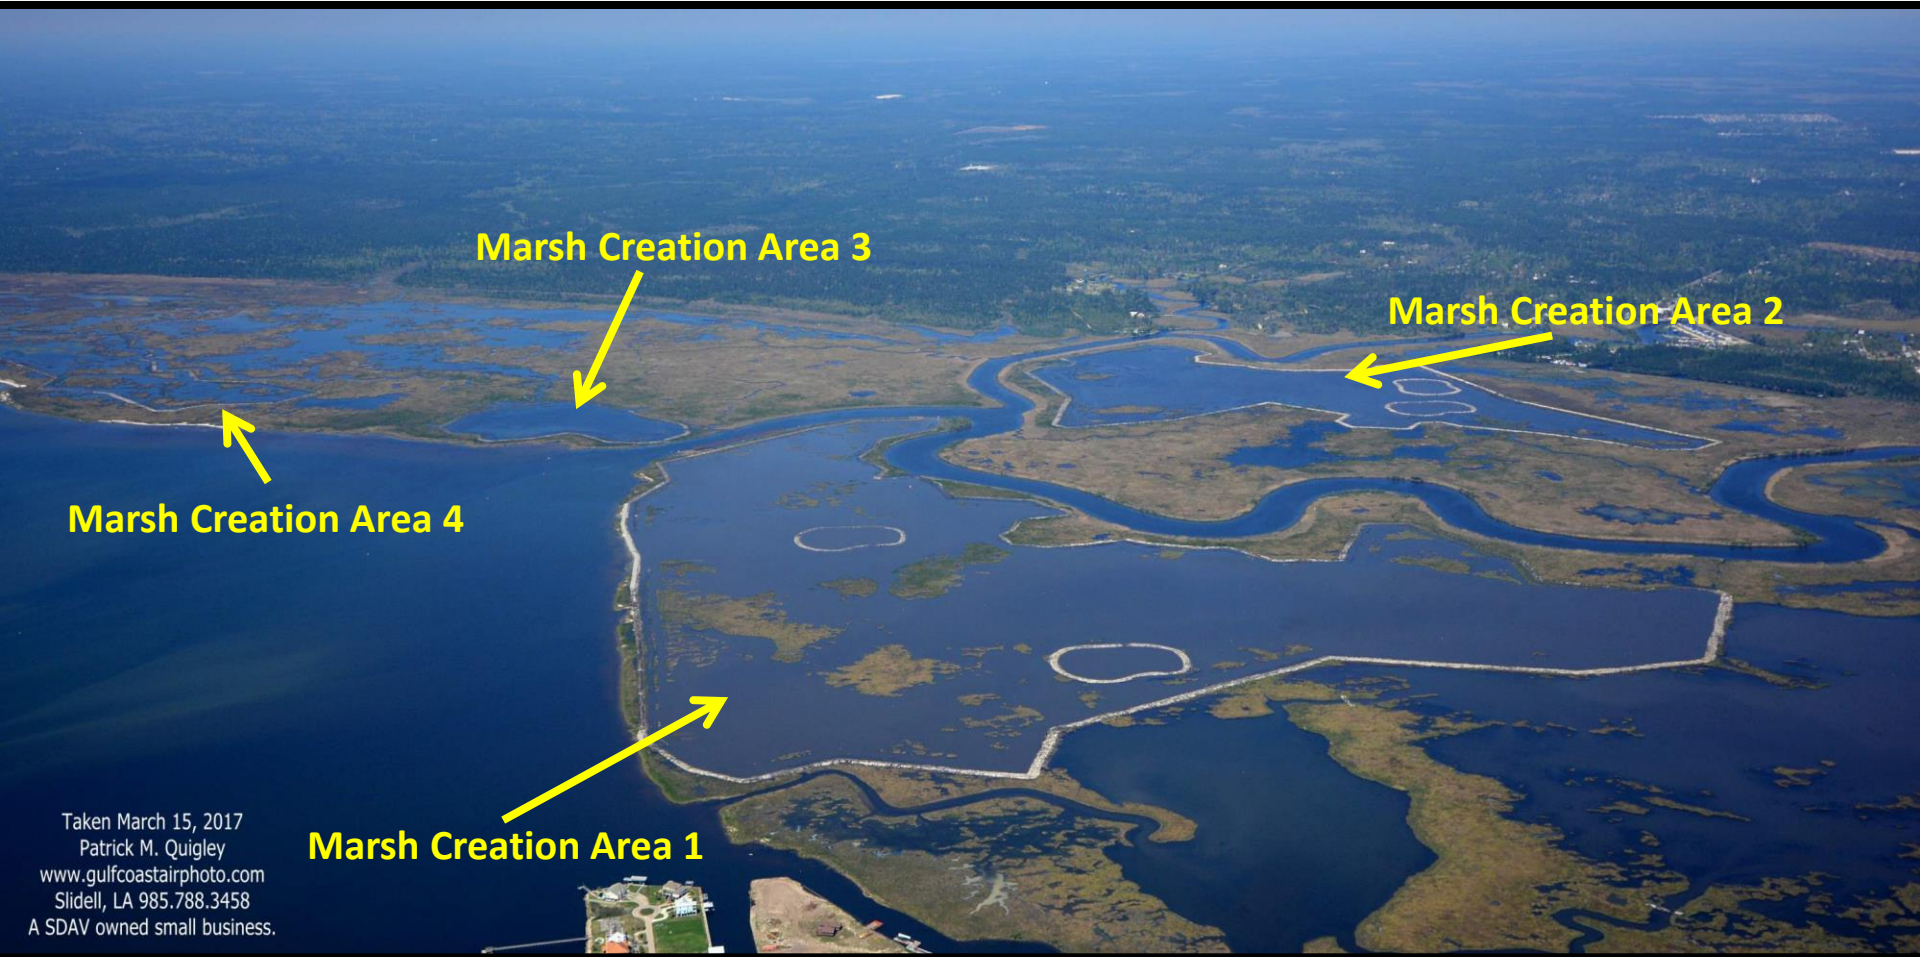 Marsh Creation Area 3
Marsh Creation Area 2
Marsh Creation Area 4
Marsh Creation Area 1
Taken March 15, 2017
Patrick M. Quigley
www.gulfcoastairphoto.com
Slidell, LA 985.788.3458
A SDAV owned small business.